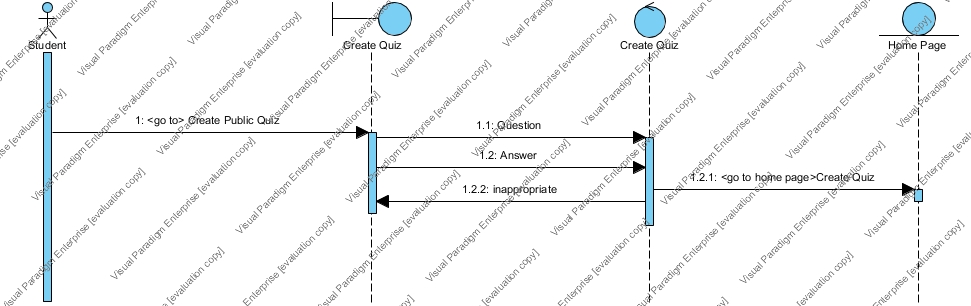 Student
Create Quiz
Create Quiz
Home Page
1: <go to> Create Public Quiz
1.1: Question
1.2: Answer
1.2.1: <go to home page>Create Quiz
1.2.2: inappropriate
Visual Paradigm Enterprise [evaluation copy]